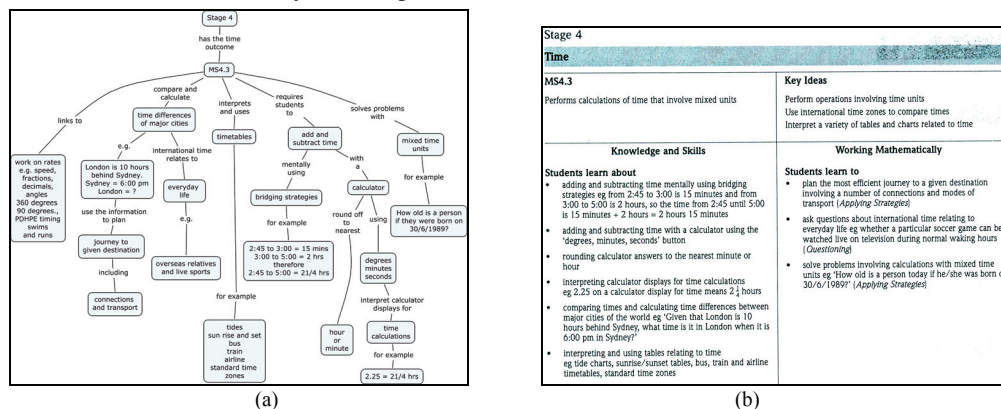 Stage 4
has the time
outcome
MS4.3
links to
compare and
calculate
interprets
and uses
requires
students to
solves problems
with
time differences
of major cities
timetables
add and
subtract time
mixed time
units
e.g.
international time
relates to
mentally
using
with
a
for example
work on rates
e.g. speed,
fractions,
decimals,
angles
360 degrees
90 degrees.,
PDHPE timing
swims
and runs
London is 10 hours
behind Sydney.
Sydney = 6:00 pm
London = ?
everyday
life
bridging strategies
calculator
How old is a person
if they were born on
30/6/1989?
use the information
to plan
e.g.
for example
round off
to
nearest
using
journey to
given destination
overseas relatives
and live sports
2:45 to 3:00 = 15 mins
3:00 to 5:00 = 2 hrs
therefore
2:45 to 5:00 = 21/4 hrs
degrees
minutes
seconds
including
connections
and transport
for example
interpret calculator
displays for
tides
sun rise and set
bus
train
airline
standard time
zones
hour
or
minute
time
calculations
for example
2.25 = 21/4 hrs
(a)
Stage 4
Time
MS4.3
Performs calculations of time that involve mixed units
Key Ideas
Perform operations involving time units
Use international time zones to compare times
Interpret a variety of tables and charts related to time
Knowledge and Skills
Students learn about
• adding and subtracting time mentally using bridging
strategies eg from 2:45 to 3:00 is 15 minutes and from
3:00 to 5:00 is 2 hours, so the time from 2:45 until 5:00
is 15 minutes + 2 hours = 2 hours 15 minutes
• adding and subtracting time with a calculator using the
‘degrees, minutes, seconds’ button
• rounding calculator answers to the nearest minute or
hour
• interpreting calculator displays for time calculations
eg 2.25 on a calculator display for time means 2¼ hours
• comparing times and calculating time differences between
major cities of the world eg ‘Given that London is 10
hours behind Sydney, what time is it in London when it is
6:00 pm in Sydney?’
• interpreting and using tables relating to time
eg tide charts, sunrise/sunset tables, bus, train and airline
timetables, standard time zones
Working Mathematically
Students learn to
• plan the most efficient journey to a given destination
involving a number of connections and modes of
transport (Applying Strategies)
• ask questions about international time relating to
everyday life eg whether a particular soccer game can be
watched live on television during normal waking hours
(Questioning)
• solve problems involving calculations with mixed time
units eg ‘How old is a person today if he/she was born on
30/6/1989?’ (Applying Strategies)
(b)